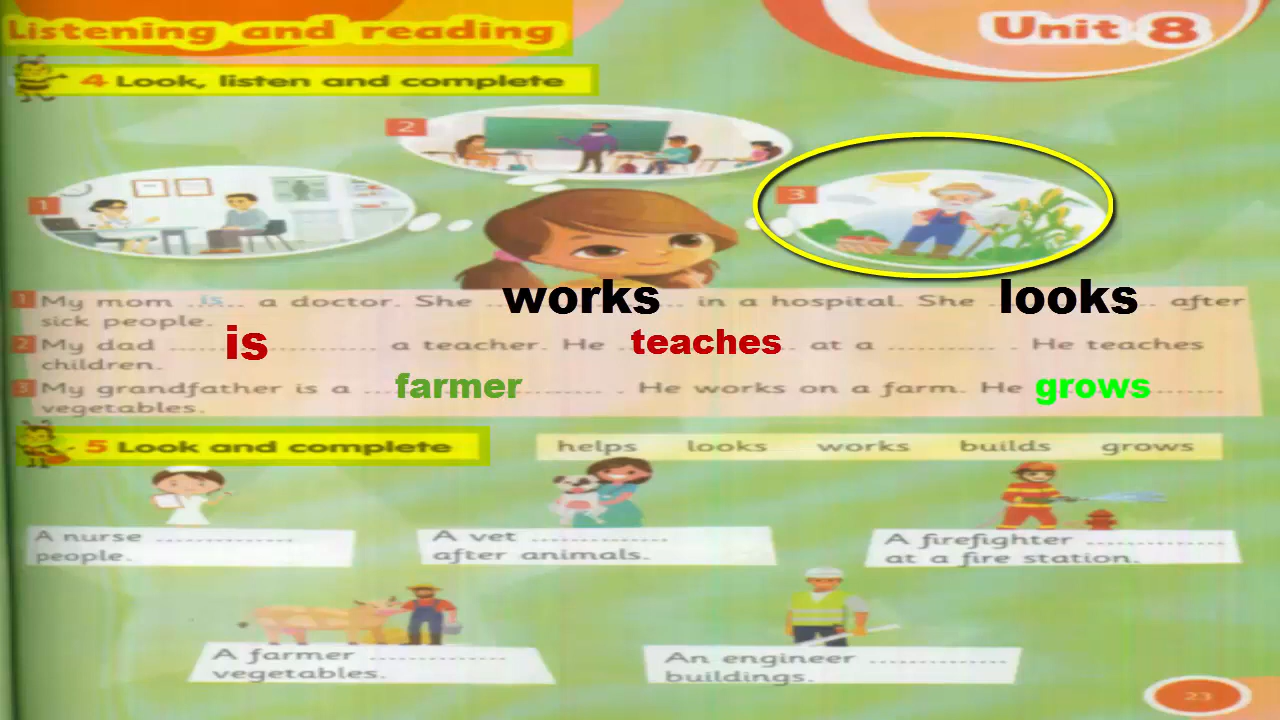 Listening and reading
Unit 8
4 Look, listen and complete
2
1
3
1 My mom ..is.. a doctor. She works in a hospital. She looks after
sick people.
2 My dad is a teacher. He teaches at a ........... . He teaches
children.
3 My grandfather is a farmer . He works on a farm. He grows
vegetables.
5 Look and complete
helps looks works builds grows
A nurse ...............
people.
A vet ...............
after animals.
A firefighter ...............
at a fire station.
A farmer ...............
vegetables.
An engineer ...............
buildings.
23